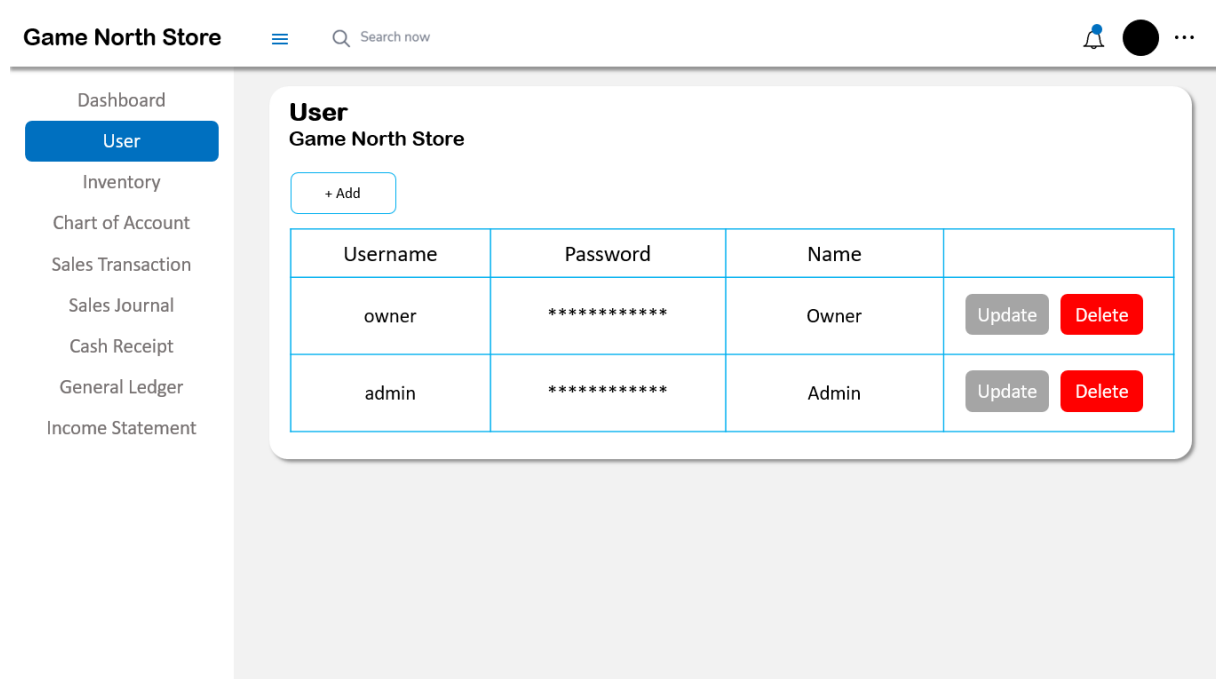 Game North Store
Search now
Dashboard
User
Inventory
Chart of Account
Sales Transaction
Sales Journal
Cash Receipt
General Ledger
Income Statement
User
Game North Store
+ Add
Username Password Name
owner ************ Owner Update Delete
admin ************ Admin Update Delete